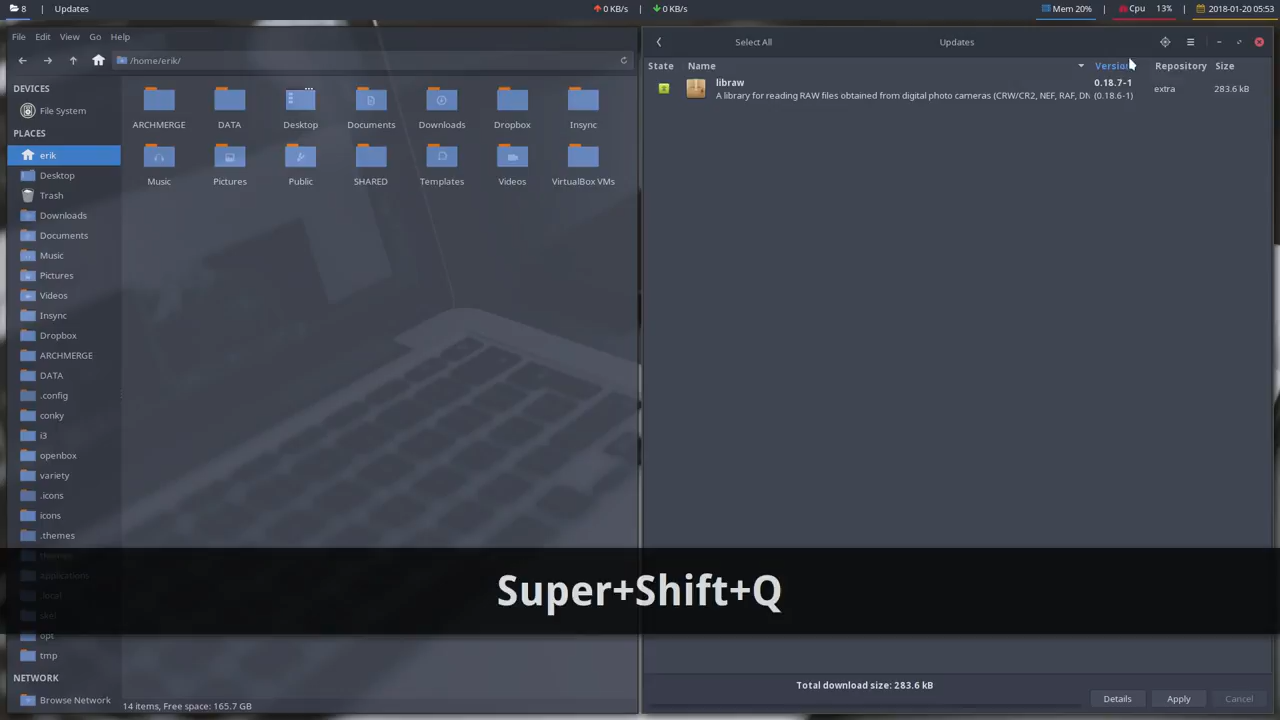 8 Updates 0 KB/s | 0 KB/s Mem 20% | Cpu 13% | 2018-01-20 05:53
File Edit View Go Help
/home/erik/
DEVICES
File System
PLACES
erik
Desktop
Trash
Downloads
Documents
Music
Pictures
Videos
Insync
Dropbox
ARCHMERGE
DATA
.config
conky
i3
openbox
variety
.icons
icons
.themes
themes
applications
.local
skel
opt
tmp
NETWORK
Browse Network
ARCHMERGE DATA Desktop Documents Downloads Dropbox Insync
Music Pictures Public SHARED Templates Videos VirtualBox VMs
14 items, Free space: 165.7 GB
Select All Updates
State Name Version Repository Size
libraw 0.18.7-1
A library for reading RAW files obtained from digital photo cameras (CRW/CR2, NEF, RAF, DN (0.18.6-1) extra 283.6 kB
Super+Shift+Q
Total download size: 283.6 kB
Details Apply Cancel